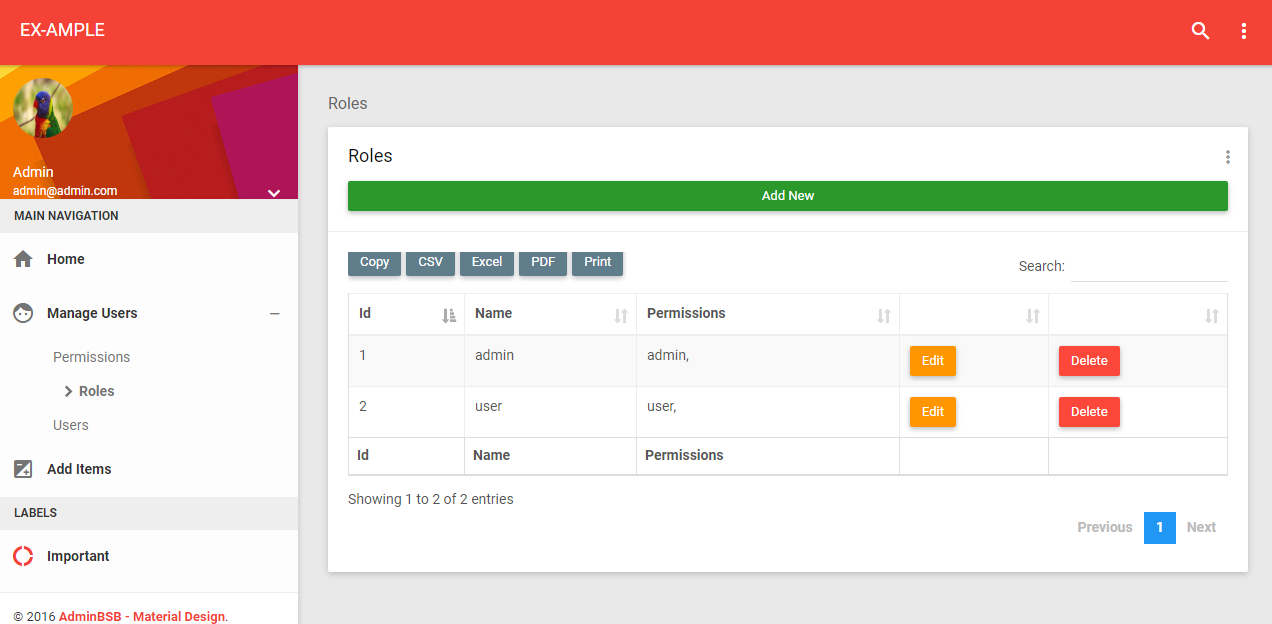 EX-AMPLE
Admin
admin@admin.com
MAIN NAVIGATION
Home
Manage Users
Permissions
Roles
Users
Add Items
LABELS
Important
© 2016 AdminBSB - Material Design.
Roles
Roles
Add New
Copy CSV Excel PDF Print
Search:
Id Name Permissions
1 admin admin, Edit Delete
2 user user, Edit Delete
Id Name Permissions
Showing 1 to 2 of 2 entries
Previous 1 Next